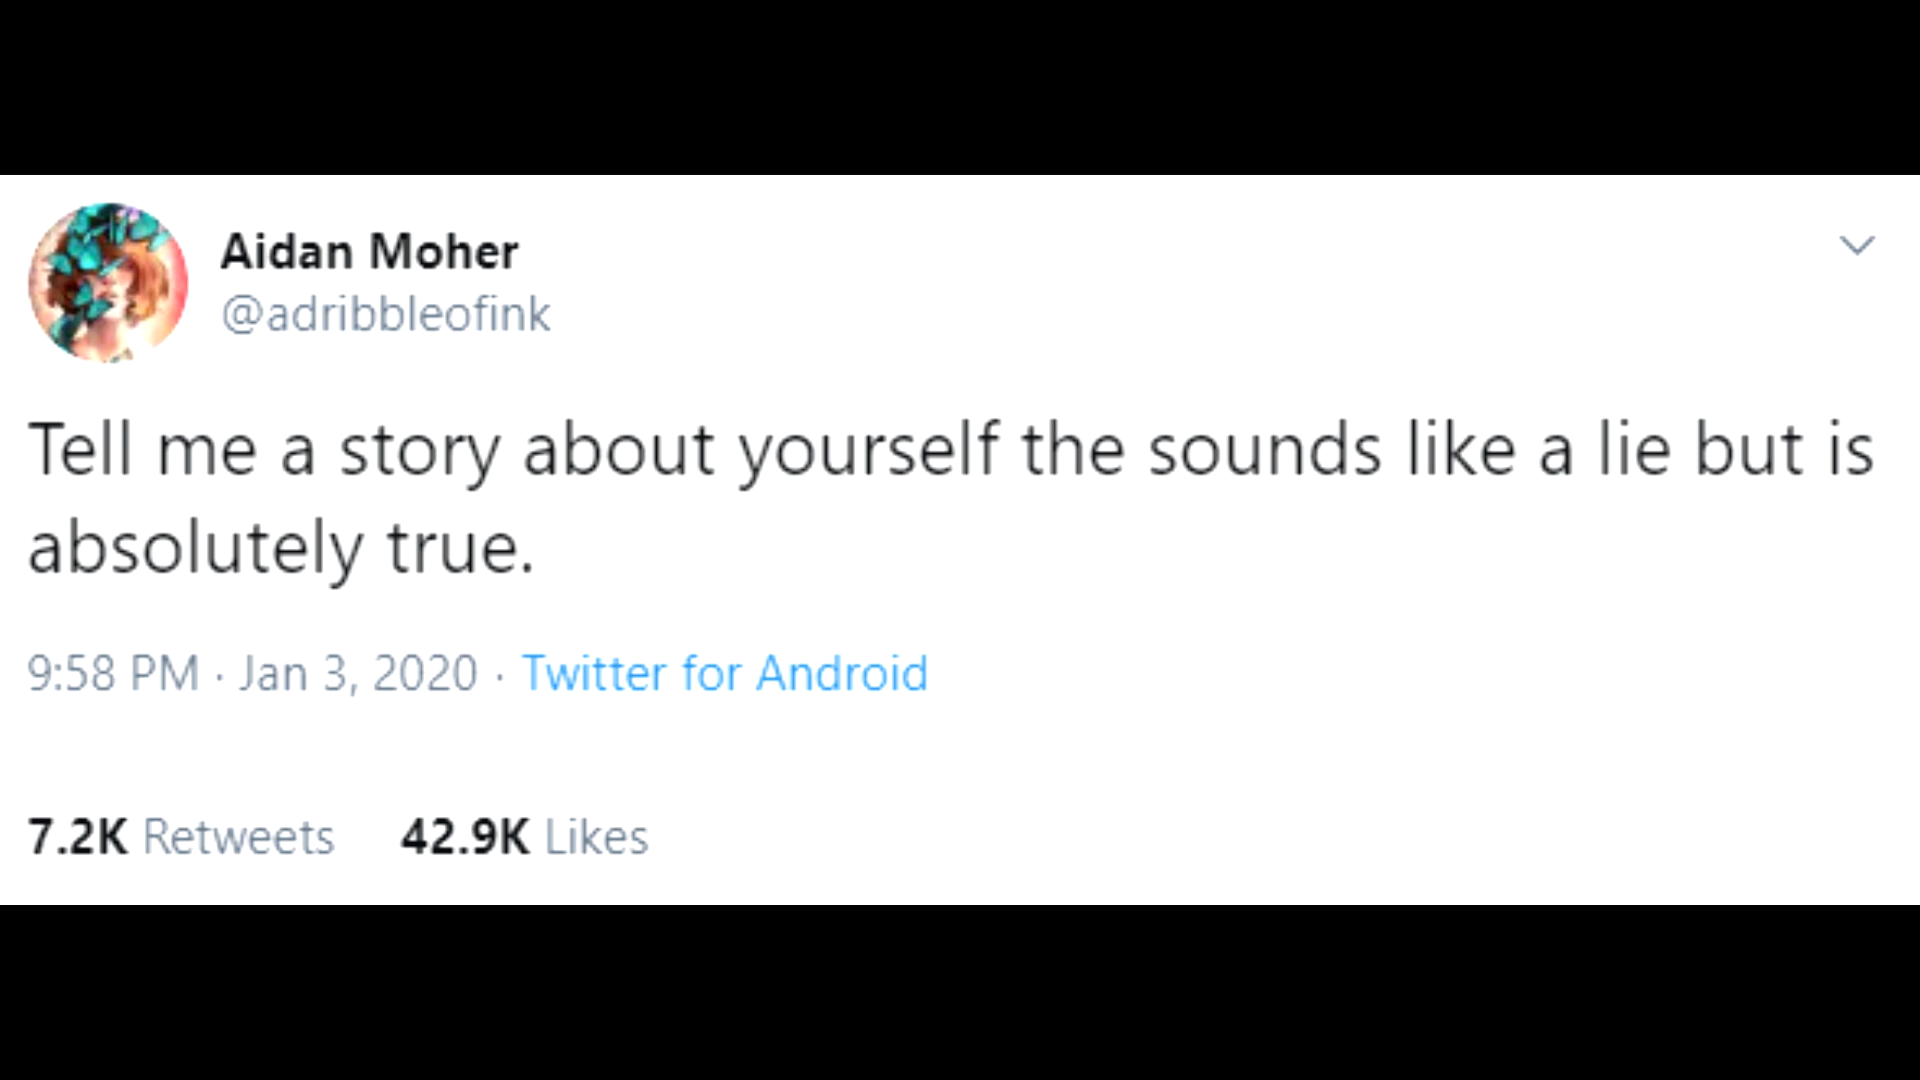 Aidan Moher
@adribbleofink
Tell me a story about yourself the sounds like a lie but is
absolutely true.
9:58 PM · Jan 3, 2020 · Twitter for Android
7.2K Retweets 42.9K Likes